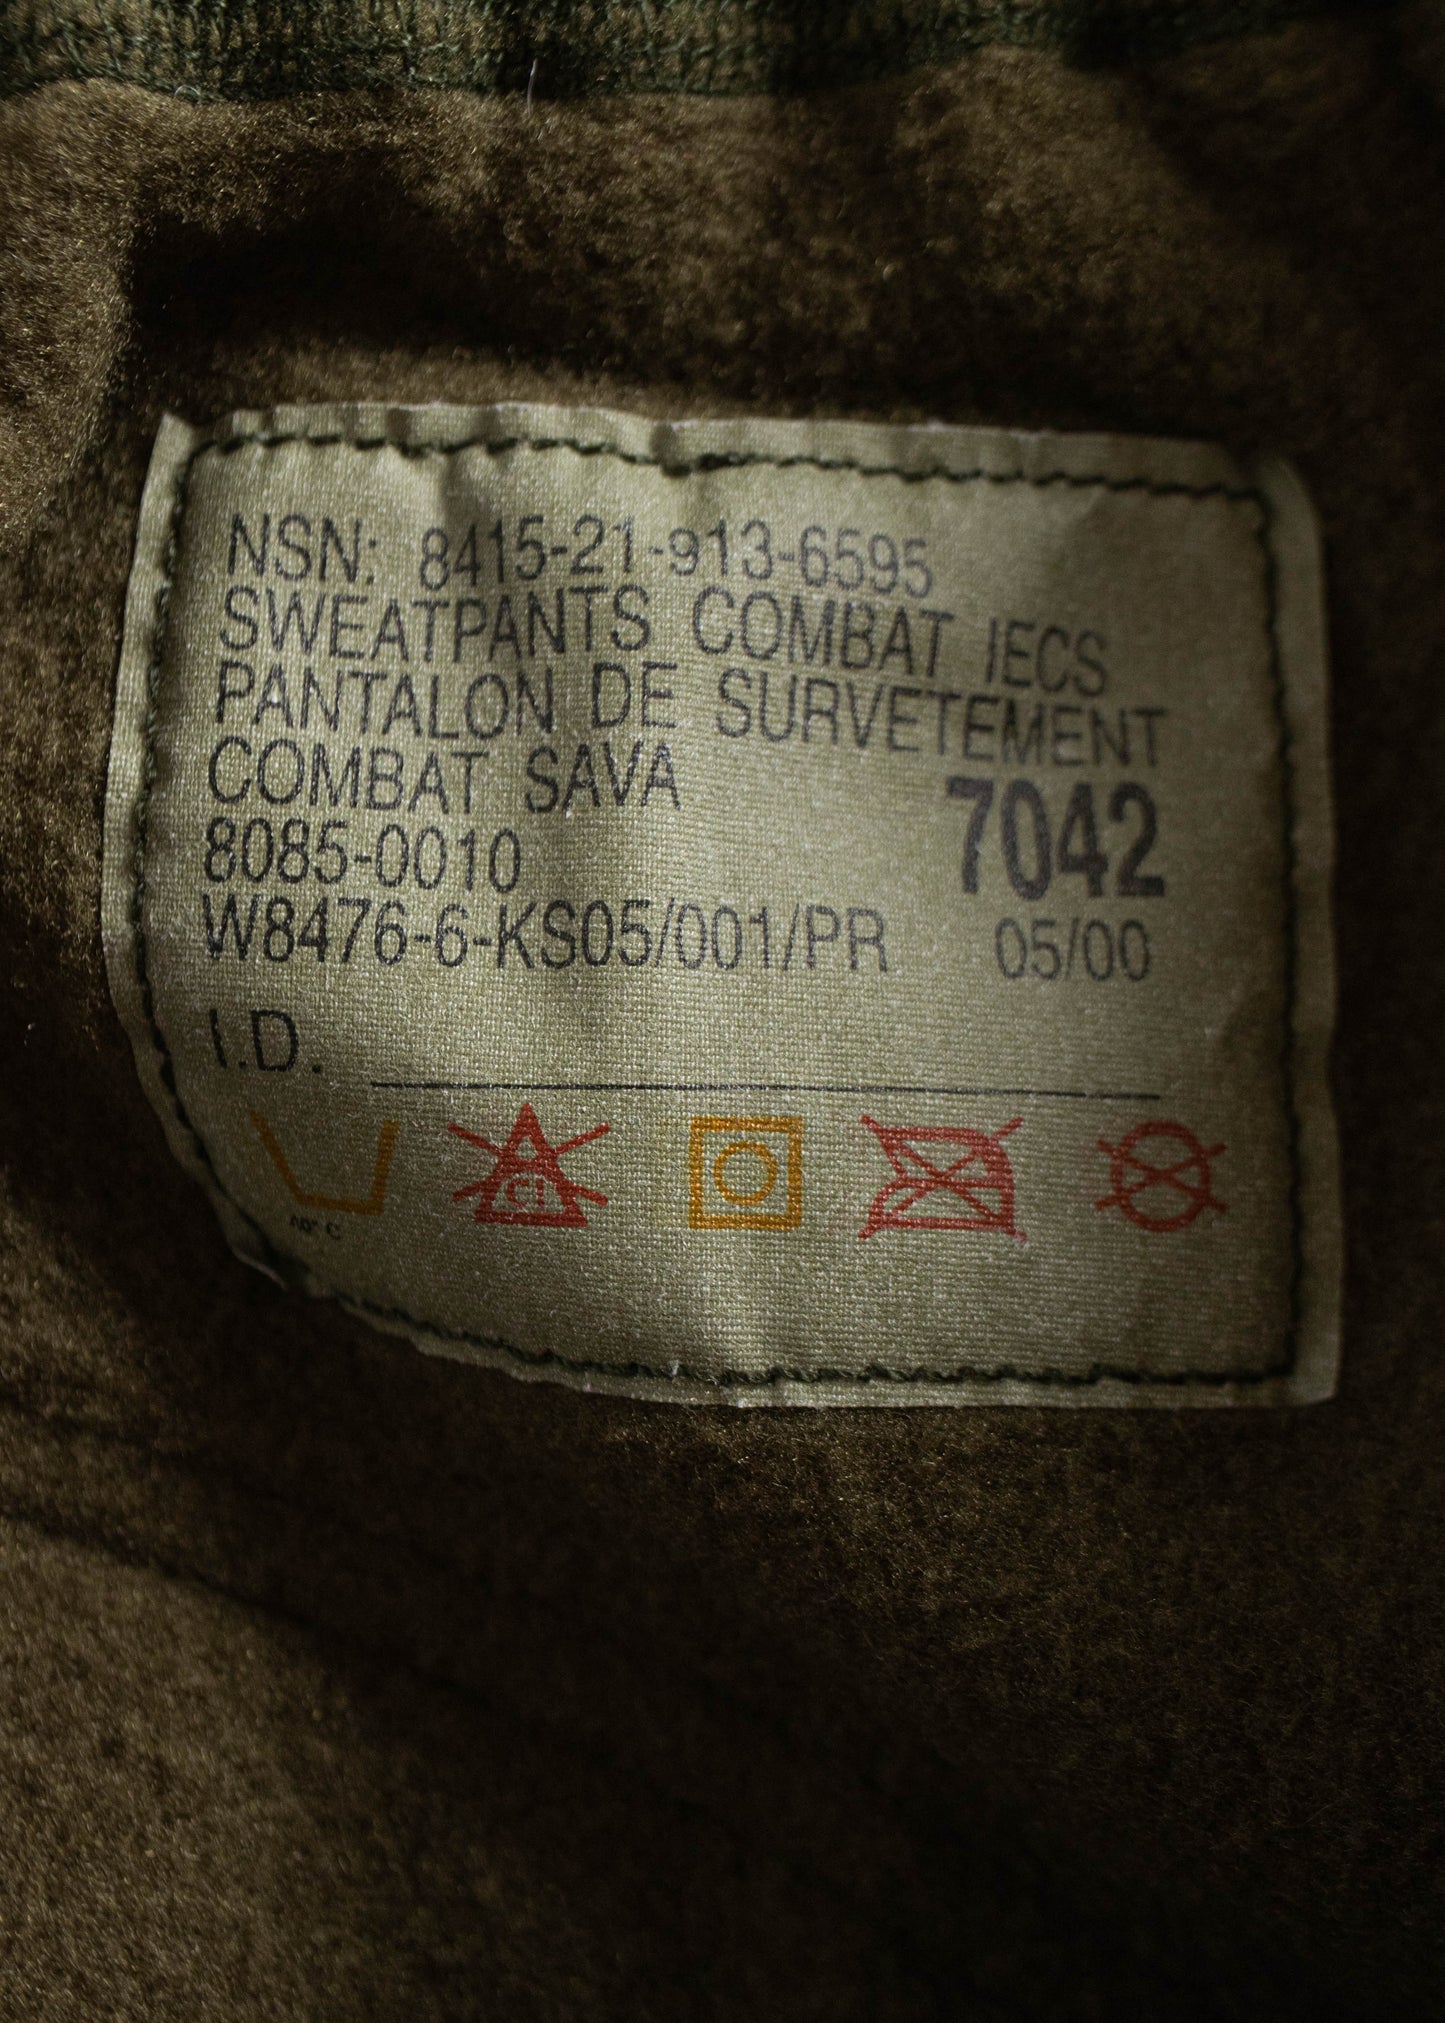 NSN: 8415-21-913-6595
SWEATPANTS COMBAT IECS
PANTALON DE SURVETEMENT
COMBAT SAVA
7042
8085-0010
W8476-6-KS05/001/PR 05/00
I.D.
Cl